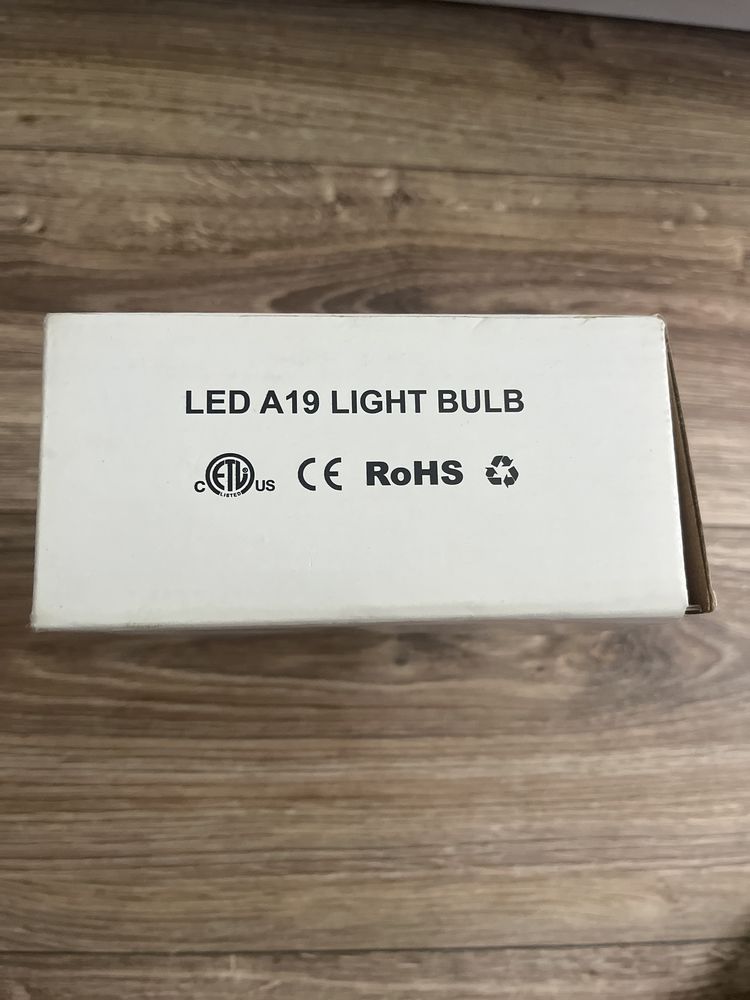 LED A19 LIGHT BULB
C ETL LISTED US CE RoHS